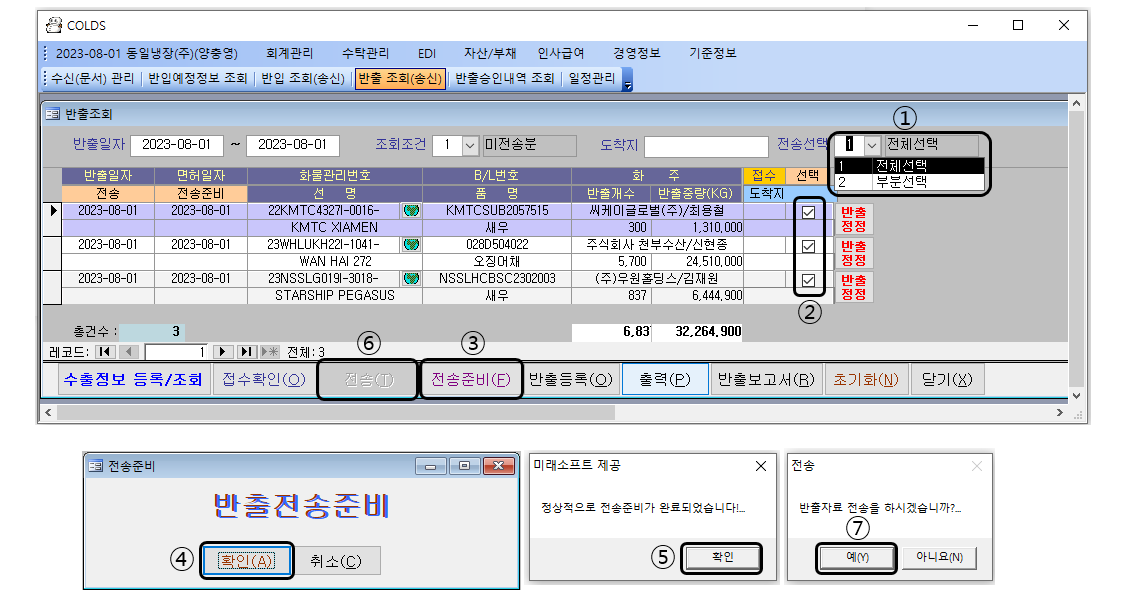 COLDS
2023-08-01 동일냉장(주)(양충영) 회계관리 수탁관리 EDI 자산/부채 인사급여 경영정보 기준정보
수신(문서) 관리 반입예정정보 조회 반입 조회(송신) 반출 조회(송신) 반출승인내역 조회 일정관리
반출조회
①
반출일자 2023-08-01 ~ 2023-08-01 조회조건 1 미전송분 도착지 전송선택 1 전체선택
1 전체선택
2 부분선택
반출일자 면허일자 화물관리번호 B/L번호 화 주 접수 선택
전송 전송준비 선 명 품 명 반출개수 반출중량(KG) 도착지
2023-08-01 2023-08-01 22KMTC4327I-0016- KMTCSUB2057515 씨케이글로벌(주)/최용철 반출
KMTC XIAMEN 새우 300 1,310,000 정정
2023-08-01 2023-08-01 23WHLUKH22I-1041- 028D504022 주식회사 천부수산/신현종 반출
WAN HAI 272 오징어채 5,700 24,510,000 정정
2023-08-01 2023-08-01 23NSSLG019I-3018- NSSLHCBSC2302003 (주)우원홀딩스/김재원 반출
STARSHIP PEGASUS 새우 837 6,444,900 정정
②
총건수 : 3 6,83 32,264,900
레코드: 1 전체: 3
⑥ ③
수출정보 등록/조회 접수확인(O) 전송(T) 전송준비(F) 반출등록(O) 출력(P) 반출보고서(R) 초기화(N) 닫기(X)
전송준비
반출전송준비
④ 확인(A) 취소(C)
미래소프트 제공
정상적으로 전송준비가 완료되었습니다!...
⑤ 확인
전송
반출자료 전송을 하시겠습니까?...
⑦
예(Y) 아니요(N)